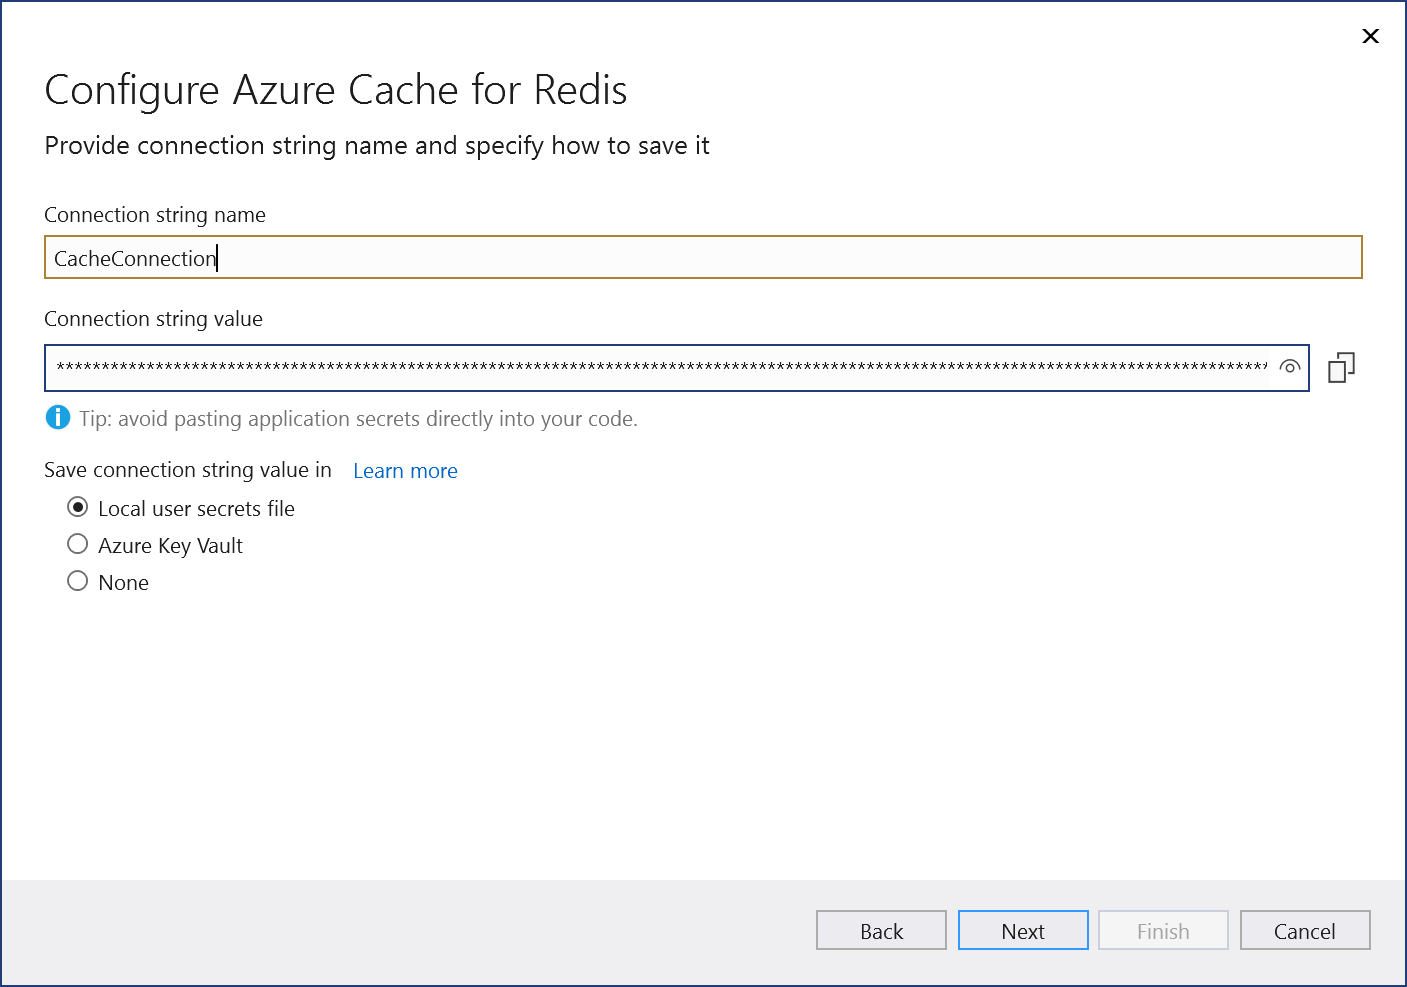 Configure Azure Cache for Redis
Provide connection string name and specify how to save it
Connection string name
CacheConnection
Connection string value
****************************************************************************************************************************************
Tip: avoid pasting application secrets directly into your code.
Save connection string value in Learn more
Local user secrets file
Azure Key Vault
None
Back Next Finish Cancel